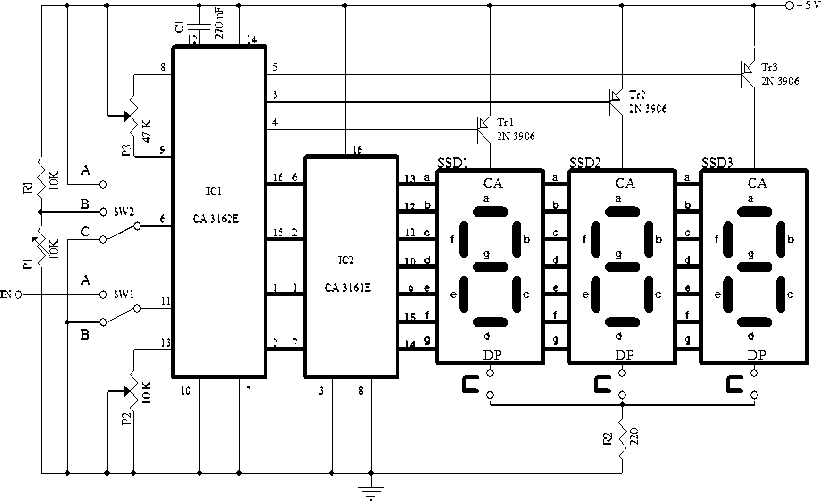 C1
270 nF
+ 5 V
12
14
8
5
Tr3
2N 3906
3
Tr2
2N 3906
P3
47 K
4
Tr1
2N 3906
9
16
SSD1
SSD2
SSD3
R1
10K
A
IC1
CA 3162E
16 6
13 a
CA
a
CA
a
CA
B
SW2
12 b
a
b
a
b
a
C
6
15 2
IC2
CA 3161E
11 c
f
b
c
f
b
c
f
b
P1
10K
10 d
g
d
g
d
g
A
1 1
9 e
e
c
e
e
c
e
e
c
IN
SW1
11
15 f
f
f
B
d
d
d
13
2
14 g
DP
g
DP
g
DP
P2
10 K
10
7
3
8
R2
220